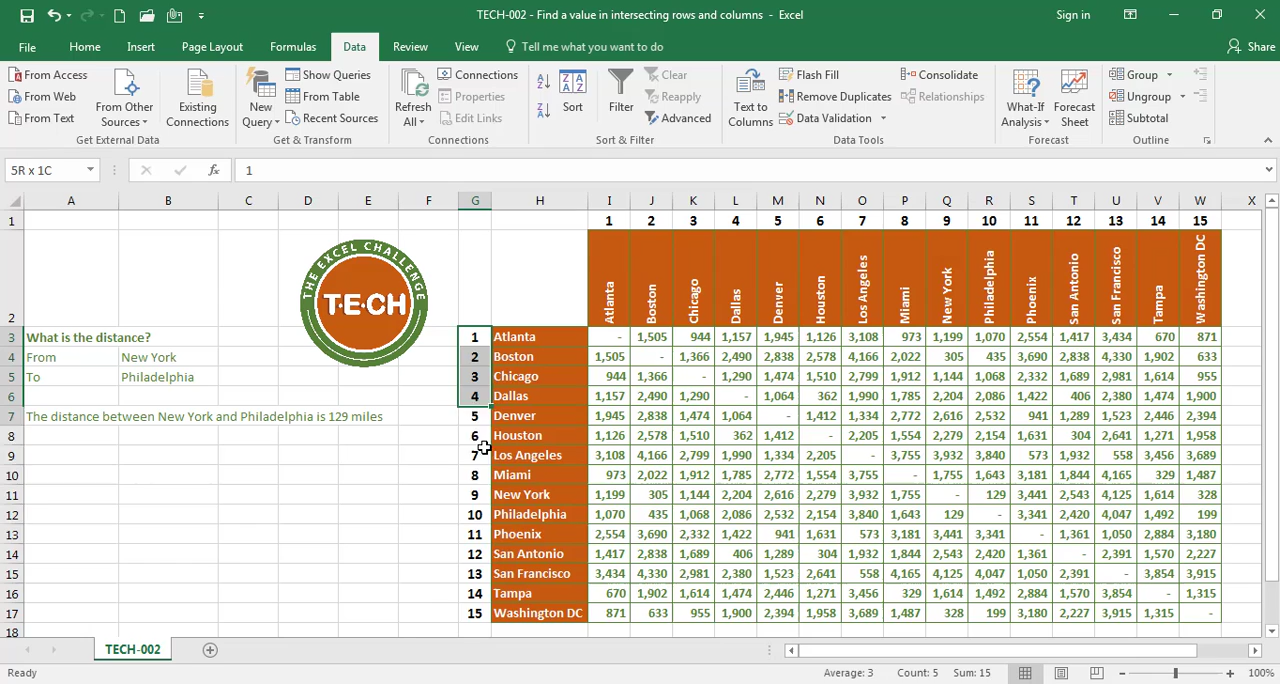 TECH-002 - Find a value in intersecting rows and columns - Excel
Sign in
File Home Insert Page Layout Formulas Data Review View Tell me what you want to do Share
From Access
From Web
From Text
From Other Sources
Existing Connections
Get External Data
New Query
Show Queries
From Table
Recent Sources
Get & Transform
Refresh All
Connections
Properties
Edit Links
Connections
Sort
Filter
Clear
Reapply
Advanced
Sort & Filter
Text to Columns
Flash Fill
Remove Duplicates
Data Validation
Consolidate
Relationships
Data Tools
What-If Analysis
Forecast Sheet
Forecast
Group
Ungroup
Subtotal
Outline
5R x 1C fx 1
A B C D E F G H I J K L M N O P Q R S T U V W X
1 1 2 3 4 5 6 7 8 9 10 11 12 13 14 15
2 Atlanta Boston Chicago Dallas Denver Houston Los Angeles Miami New York Philadelphia Phoenix San Antonio San Francisco Tampa Washington DC
THE EXCEL CHALLENGE
T·E·CH
3 What is the distance? 1 Atlanta - 1,505 944 1,157 1,945 1,126 3,108 973 1,199 1,070 2,554 1,417 3,434 670 871
4 From New York 2 Boston 1,505 - 1,366 2,490 2,838 2,578 4,166 2,022 305 435 3,690 2,838 4,330 1,902 633
5 To Philadelphia 3 Chicago 944 1,366 - 1,290 1,474 1,510 2,799 1,912 1,144 1,068 2,332 1,689 2,981 1,614 955
6 4 Dallas 1,157 2,490 1,290 - 1,064 362 1,990 1,785 2,204 2,086 1,422 406 2,380 1,474 1,900
7 The distance between New York and Philadelphia is 129 miles 5 Denver 1,945 2,838 1,474 1,064 - 1,412 1,334 2,772 2,616 2,532 941 1,289 1,523 2,446 2,394
8 6 Houston 1,126 2,578 1,510 362 1,412 - 2,205 1,554 2,279 2,154 1,631 304 2,641 1,271 1,958
9 7 Los Angeles 3,108 4,166 2,799 1,990 1,334 2,205 - 3,755 3,932 3,840 573 1,932 558 3,456 3,689
10 8 Miami 973 2,022 1,912 1,785 2,772 1,554 3,755 - 1,755 1,643 3,181 1,844 4,165 329 1,487
11 9 New York 1,199 305 1,144 2,204 2,616 2,279 3,932 1,755 - 129 3,441 2,543 4,125 1,614 328
12 10 Philadelphia 1,070 435 1,068 2,086 2,532 2,154 3,840 1,643 129 - 3,341 2,420 4,047 1,492 199
13 11 Phoenix 2,554 3,690 2,332 1,422 941 1,631 573 3,181 3,441 3,341 - 1,361 1,050 2,884 3,180
14 12 San Antonio 1,417 2,838 1,689 406 1,289 304 1,932 1,844 2,543 2,420 1,361 - 2,391 1,570 2,227
15 13 San Francisco 3,434 4,330 2,981 2,380 1,523 2,641 558 4,165 4,125 4,047 1,050 2,391 - 3,854 3,915
16 14 Tampa 670 1,902 1,614 2,446 2,446 1,271 3,456 329 1,614 1,492 2,884 1,570 3,854 - 1,315
17 15 Washington DC 871 633 955 1,900 2,394 1,958 3,689 1,487 328 199 3,180 2,227 3,915 1,315 -
18
TECH-002
Ready Average: 3 Count: 5 Sum: 15 100%